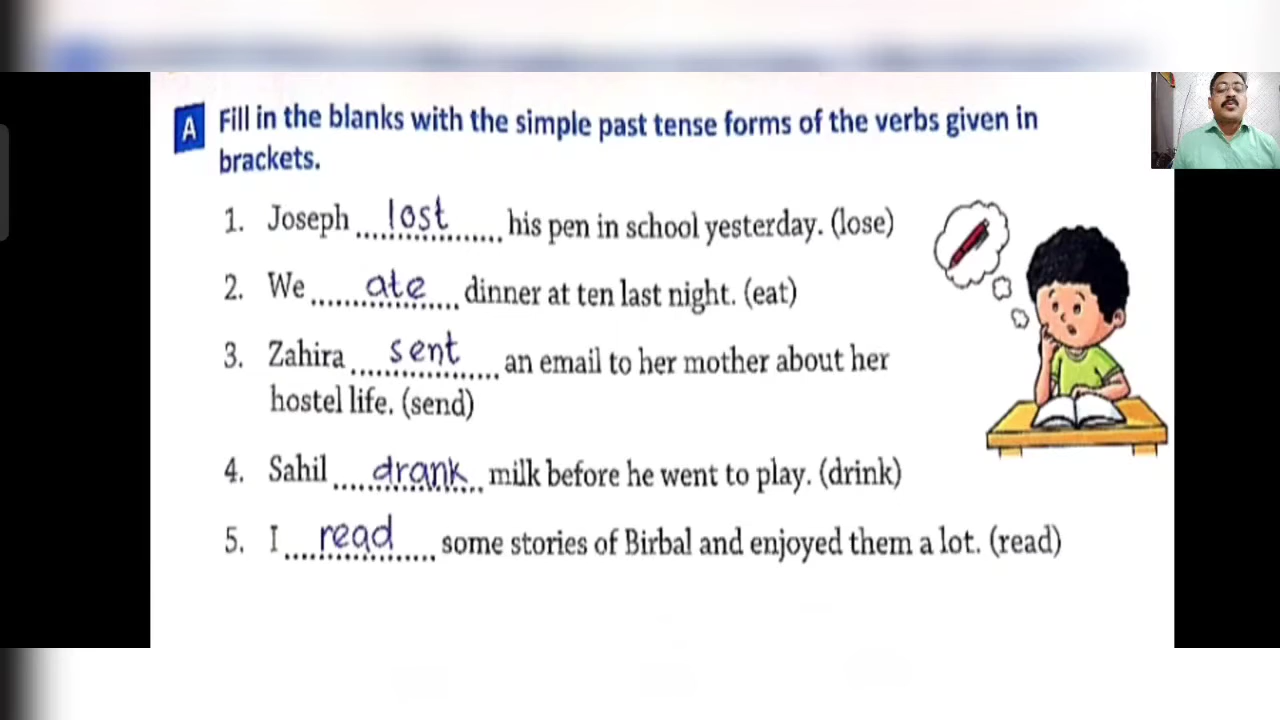 A Fill in the blanks with the simple past tense forms of the verbs given in
brackets.
1. Joseph lost his pen in school yesterday. (lose)
2. We ate dinner at ten last night. (eat)
3. Zahira sent an email to her mother about her
hostel life. (send)
4. Sahil drank milk before he went to play. (drink)
5. I read some stories of Birbal and enjoyed them a lot. (read)